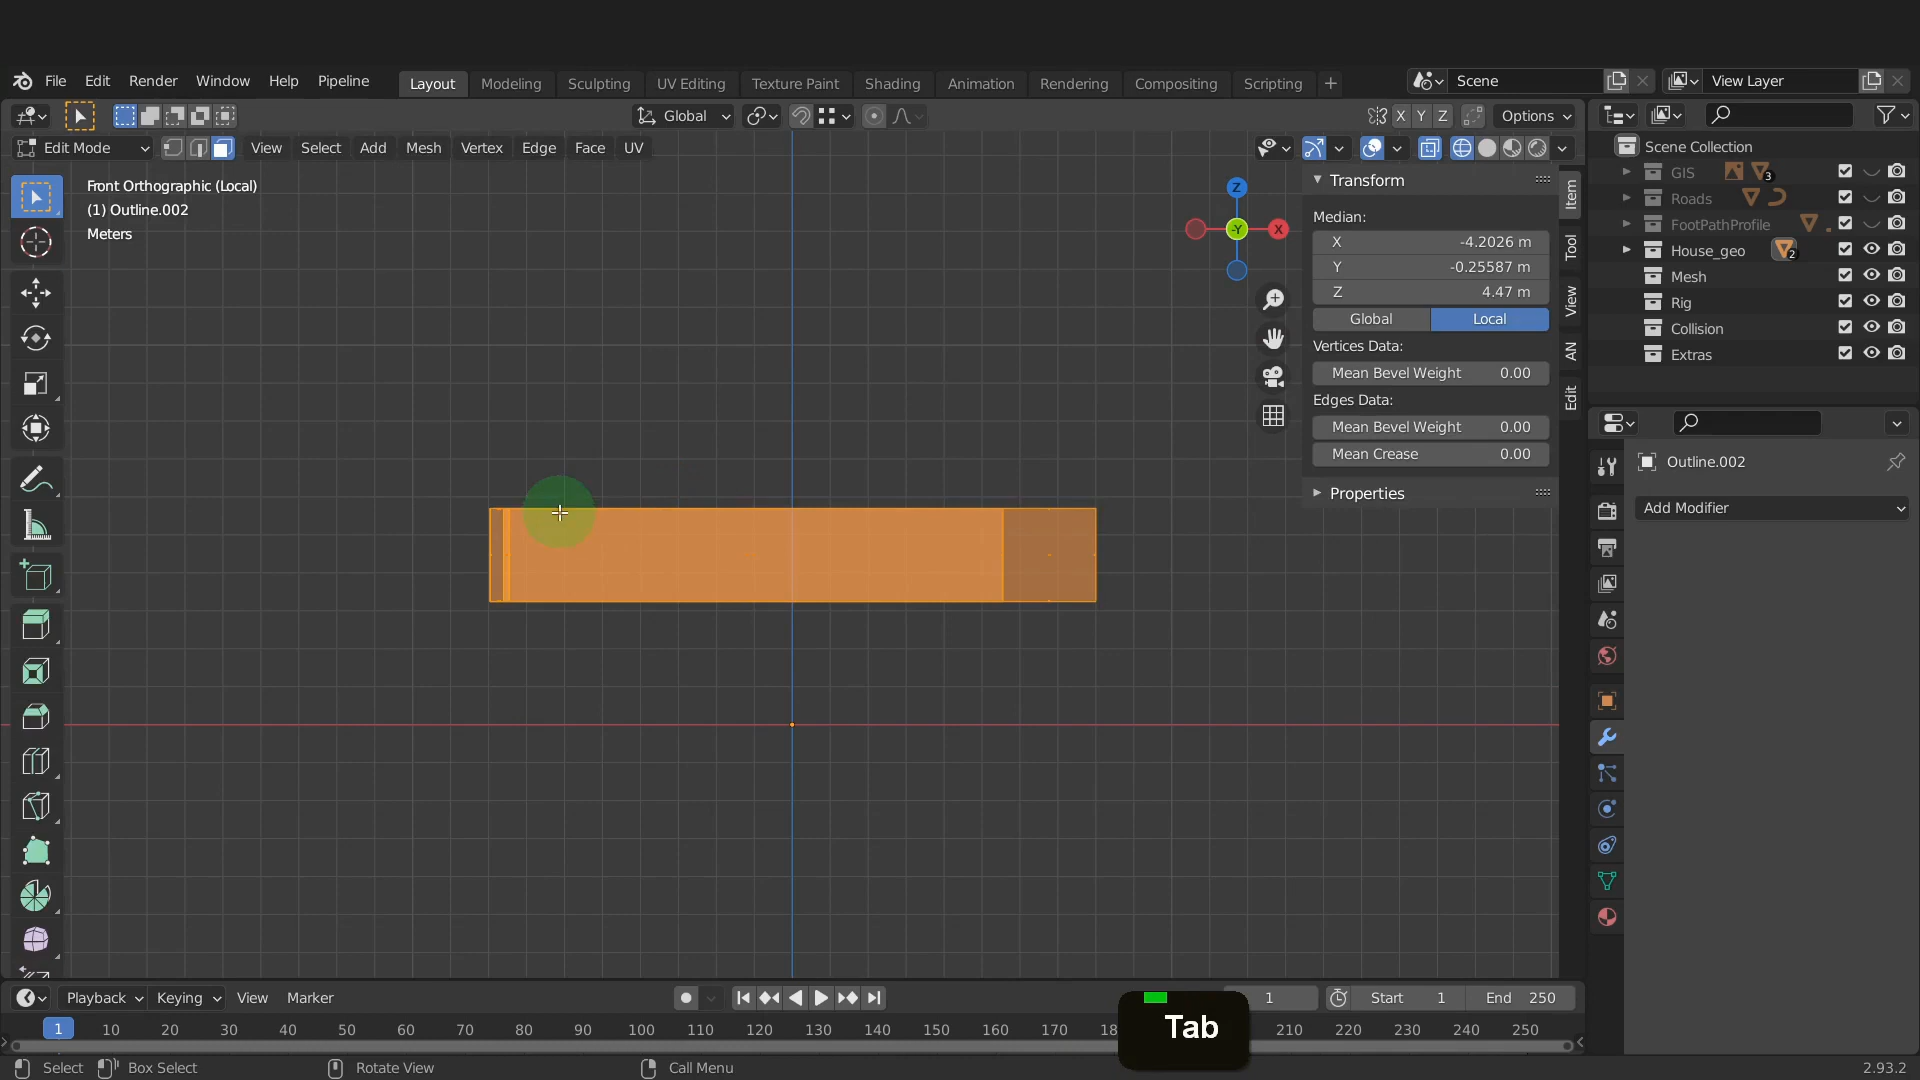 File Edit Render Window Help Pipeline Layout Modeling Sculpting UV Editing Texture Paint Shading Animation Rendering Compositing Scripting + Scene View Layer
Global X Y Z Options
Edit Mode View Select Add Mesh Vertex Edge Face UV
Front Orthographic (Local)
(1) Outline.002
Meters
Z
-Y
X
Transform
Median:
X -4.2026 m
Y -0.25587 m
Z 4.47 m
Global Local
Vertices Data:
Mean Bevel Weight 0.00
Edges Data:
Mean Bevel Weight 0.00
Mean Crease 0.00
Properties
Item
Tool
View
AN
Edit
Scene Collection
GIS 3
Roads
FootPathProfile
House_geo 2
Mesh
Rig
Collision
Extras
Outline.002
Add Modifier
Playback Keying View Marker 1 Start 1 End 250
1 10 20 30 40 50 60 70 80 90 100 110 120 130 140 150 160 170 210 220 230 240 250
Tab
Select Box Select Rotate View Call Menu 2.93.2